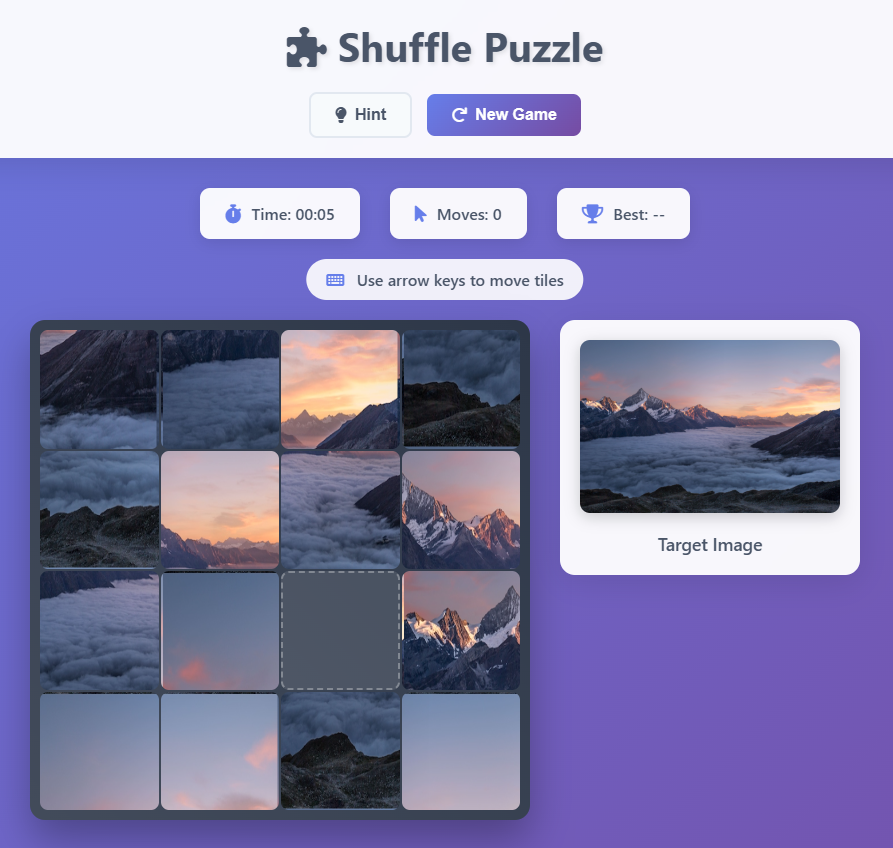 Shuffle Puzzle
Hint
New Game
Time: 00:05
Moves: 0
Best: --
Use arrow keys to move tiles
Target Image